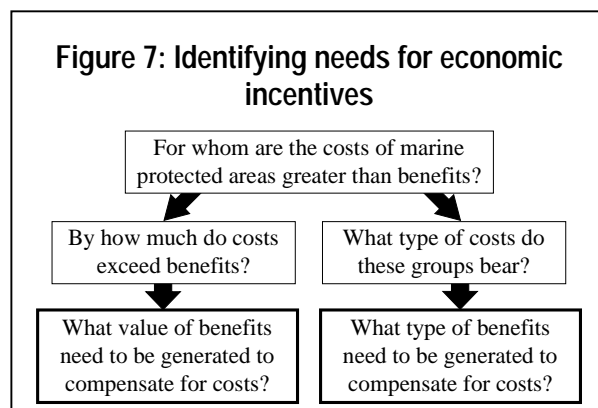 Figure 7: Identifying needs for economic
incentives
For whom are the costs of marine
protected areas greater than benefits?
By how much do costs
exceed benefits?
What type of costs do
these groups bear?
What value of benefits
need to be generated to
compensate for costs?
What type of benefits
need to be generated to
compensate for costs?